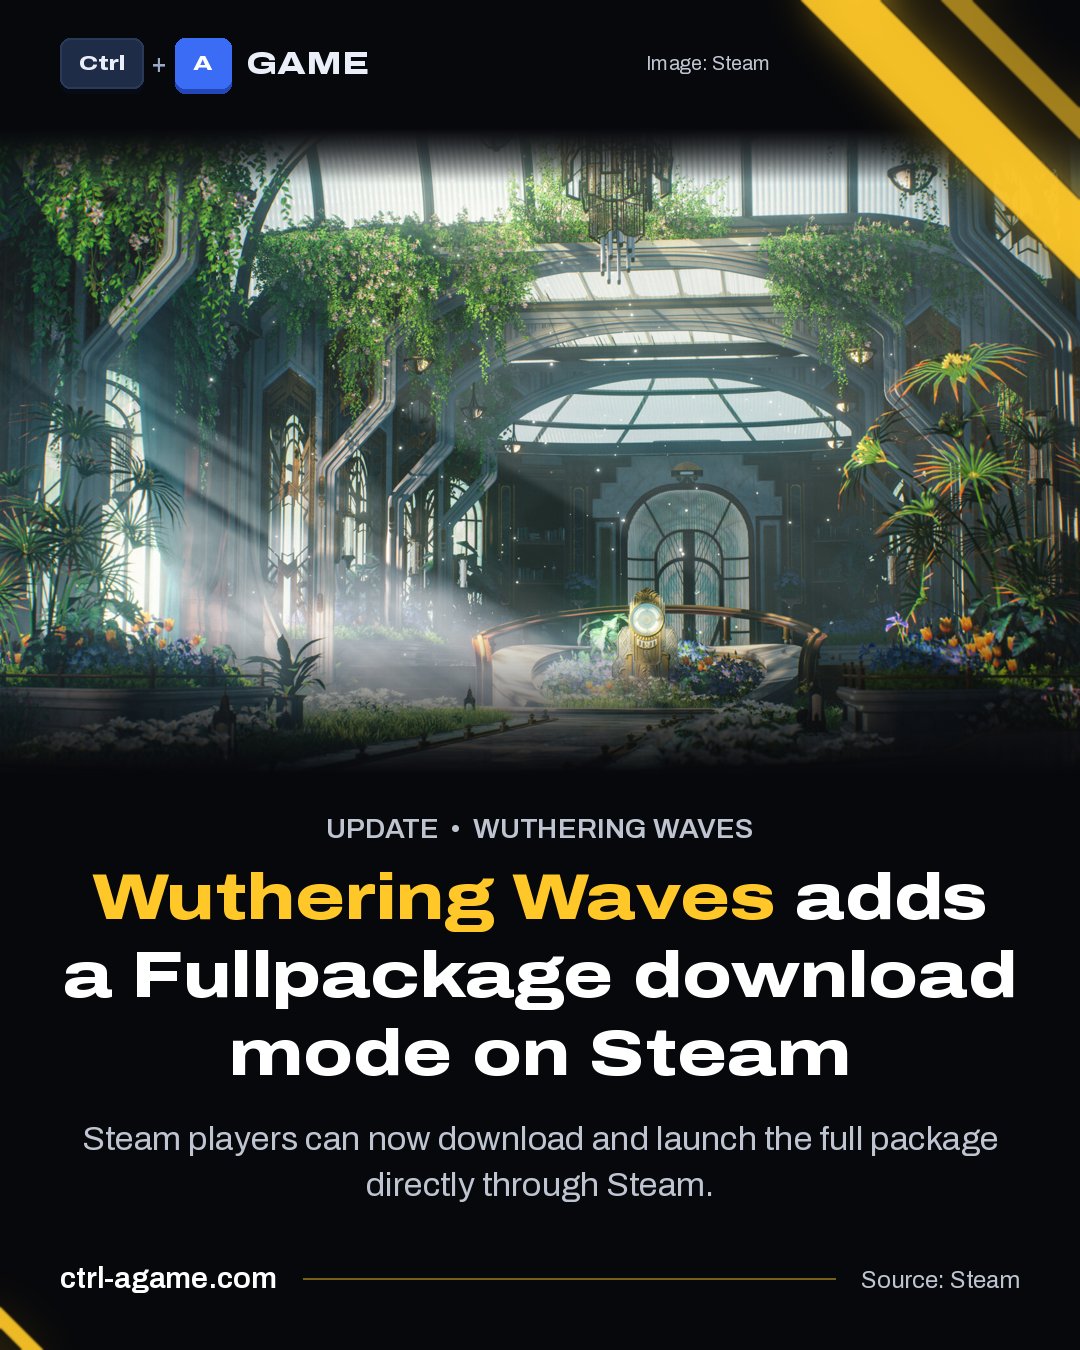 Ctrl + A GAME
Image: Steam
UPDATE • WUTHERING WAVES
Wuthering Waves adds
a Fullpackage download
mode on Steam
Steam players can now download and launch the full package
directly through Steam.
ctrl-agame.com
Source: Steam